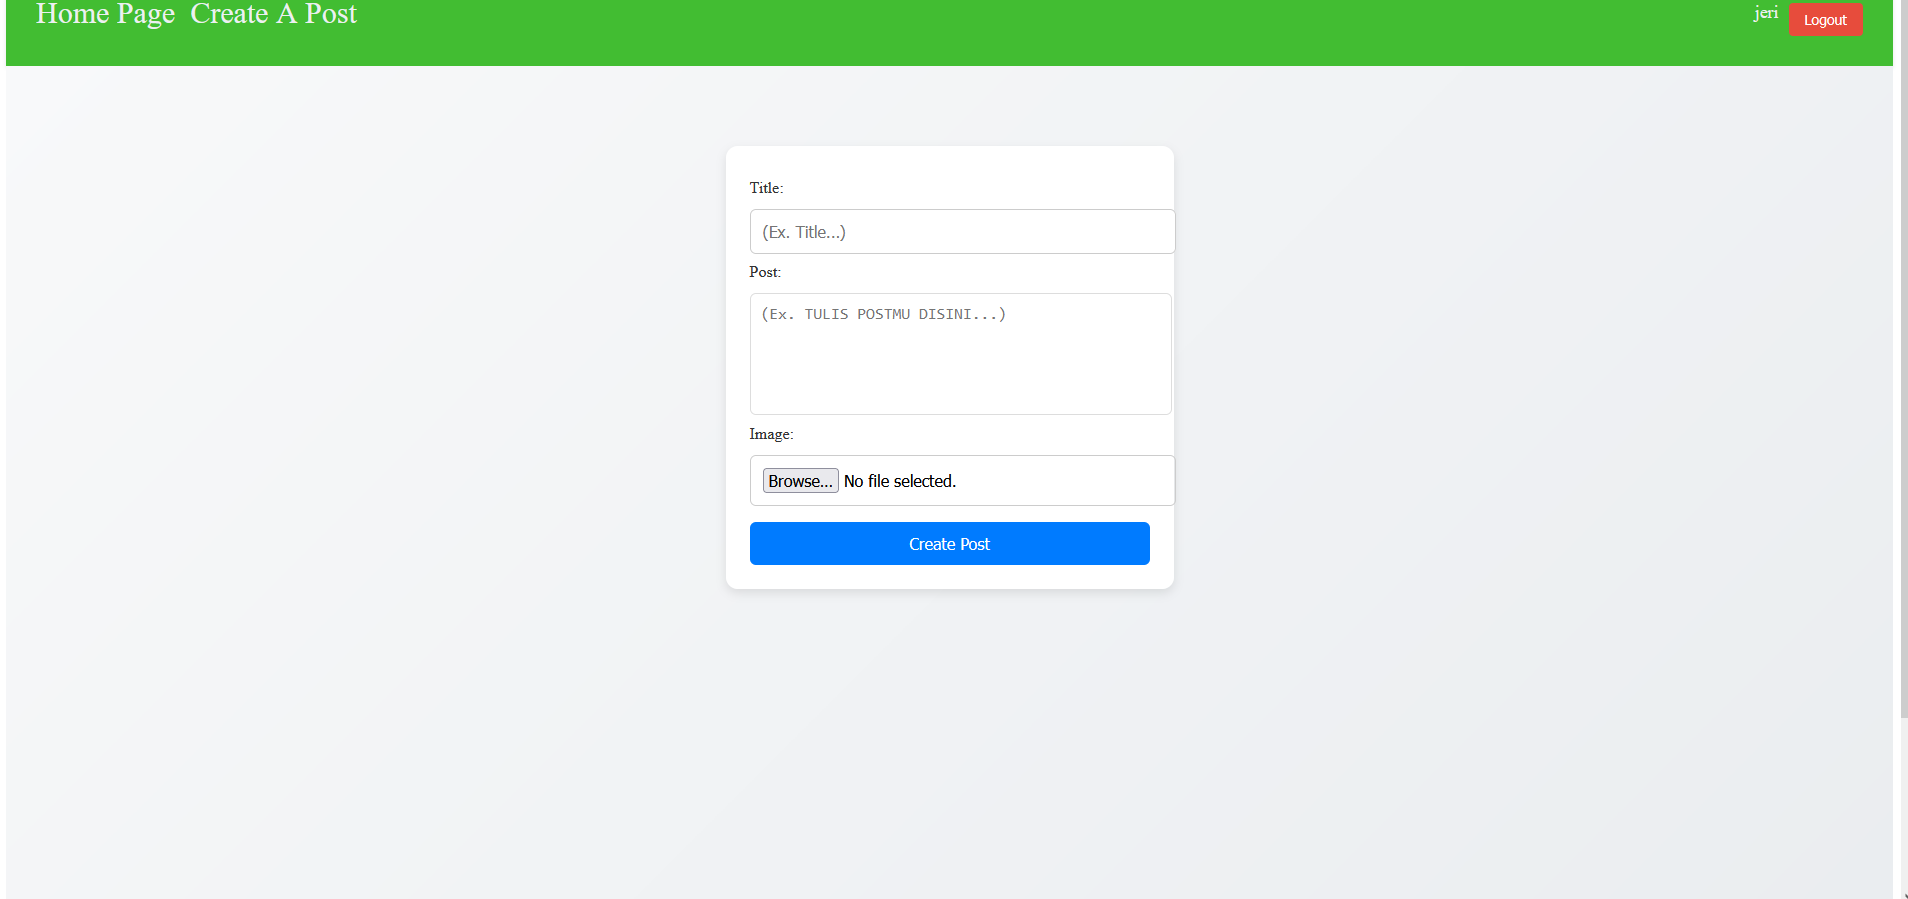 Home Page Create A Post jeri Logout
Title:
(Ex. Title...)
Post:
(Ex. TULIS POSTMU DISINI...)
Image:
Browse... No file selected.
Create Post